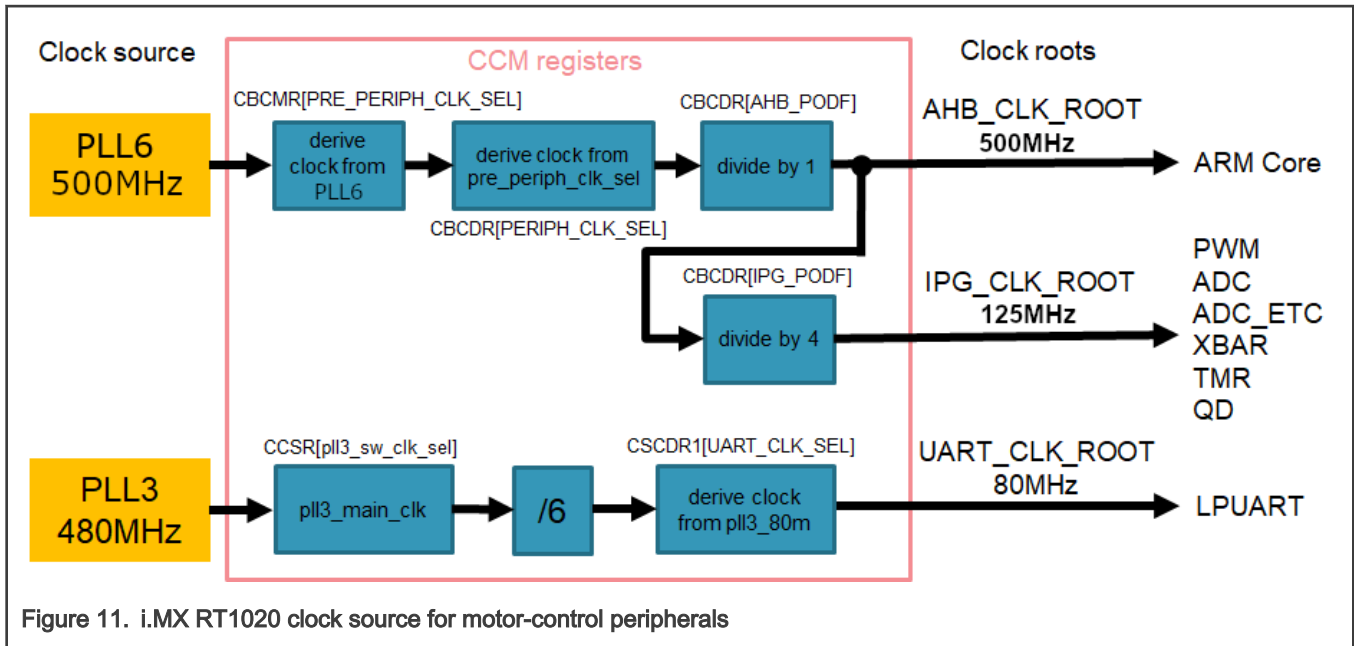 Clock source
CCM registers
Clock roots
CBCMR[PRE_PERIPH_CLK_SEL]
CBCDR[AHB_PODF]
AHB_CLK_ROOT
500MHz
PLL6
500MHz
derive
clock from
PLL6
derive clock from
pre_periph_clk_sel
divide by 1
ARM Core
CBCDR[PERIPH_CLK_SEL]
CBCDR[IPG_PODF]
IPG_CLK_ROOT
125MHz
divide by 4
PWM
ADC
ADC_ETC
XBAR
TMR
QD
CCSR[pll3_sw_clk_sel]
CSCDR1[UART_CLK_SEL]
UART_CLK_ROOT
80MHz
PLL3
480MHz
pll3_main_clk
/6
derive clock
from pll3_80m
LPUART
Figure 11. i.MX RT1020 clock source for motor-control peripherals